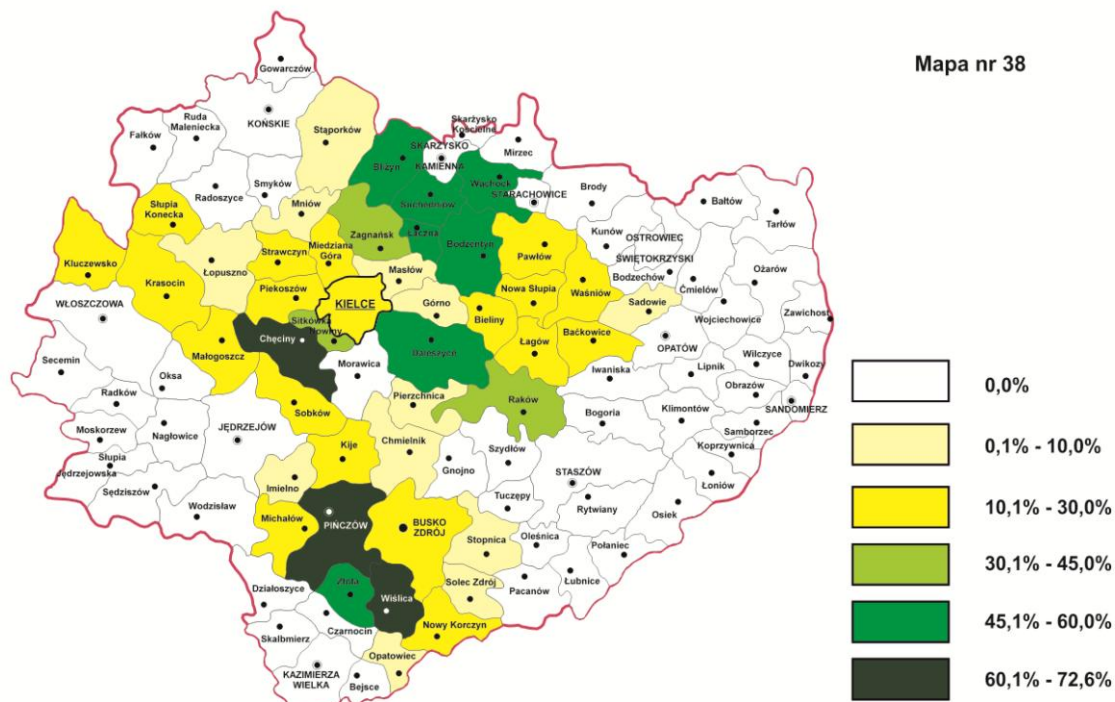 Mapa nr 38
Gowarczów
KOŃSKIE
Ruda
Maleniecka
Fałków
Stąporków
Radoszyce
Smyków
Skarżysko
Kościelne
SKARŻYSKO
KAMIENNA
Mirzec
Bliżyn
Wąchock
STARACHOWICE
Suchedniów
Brody
Bałtów
Tarłów
Słupia
Konecka
Mniów
Zagnańsk
Łączna
Bodzentyn
Pawłów
Kunów
OSTROWIEC
ŚWIĘTOKRZYSKI
Bodzechów
Ćmielów
Ożarów
Kluczewsko
Krasocin
Łopuszno
Strawczyn
Miedziana
Góra
Masłów
Nowa Słupia
Waśniów
Sadowie
Wojciechowice
Zawichost
WŁOSZCZOWA
Piekoszów
KIELCE
Górno
Bieliny
Małogoszcz
Chęciny
Sitkówka
Nowiny
Daleszyce
Łagów
Baćkowice
OPATÓW
Secemin
Oksa
Morawica
Iwaniska
Lipnik
Wilczyce
Dwikozy
Radków
Sobków
Pierzchnica
Raków
Bogoria
Klimontów
Obrazów
SANDOMIERZ
Moskorzew
Nagłowice
JĘDRZEJÓW
Kije
Chmielnik
Szydłów
Samborzec
Koprzywnica
Słupia
Jędrzejowska
Gnojno
STASZÓW
Łoniów
Sędziszów
Imielno
Tuczępy
Rytwiany
Osiek
Wodzisław
Michałów
PIŃCZÓW
BUSKO
ZDRÓJ
Stopnica
Oleśnica
Połaniec
Działoszyce
Złota
Wiślica
Solec Zdrój
Pacanów
Łubnice
Skalbmierz
Czarnocin
Nowy Korczyn
KAZIMIERZA
WIELKA
Bejsce
Opatowiec
0,0%
0,1% - 10,0%
10,1% - 30,0%
30,1% - 45,0%
45,1% - 60,0%
60,1% - 72,6%